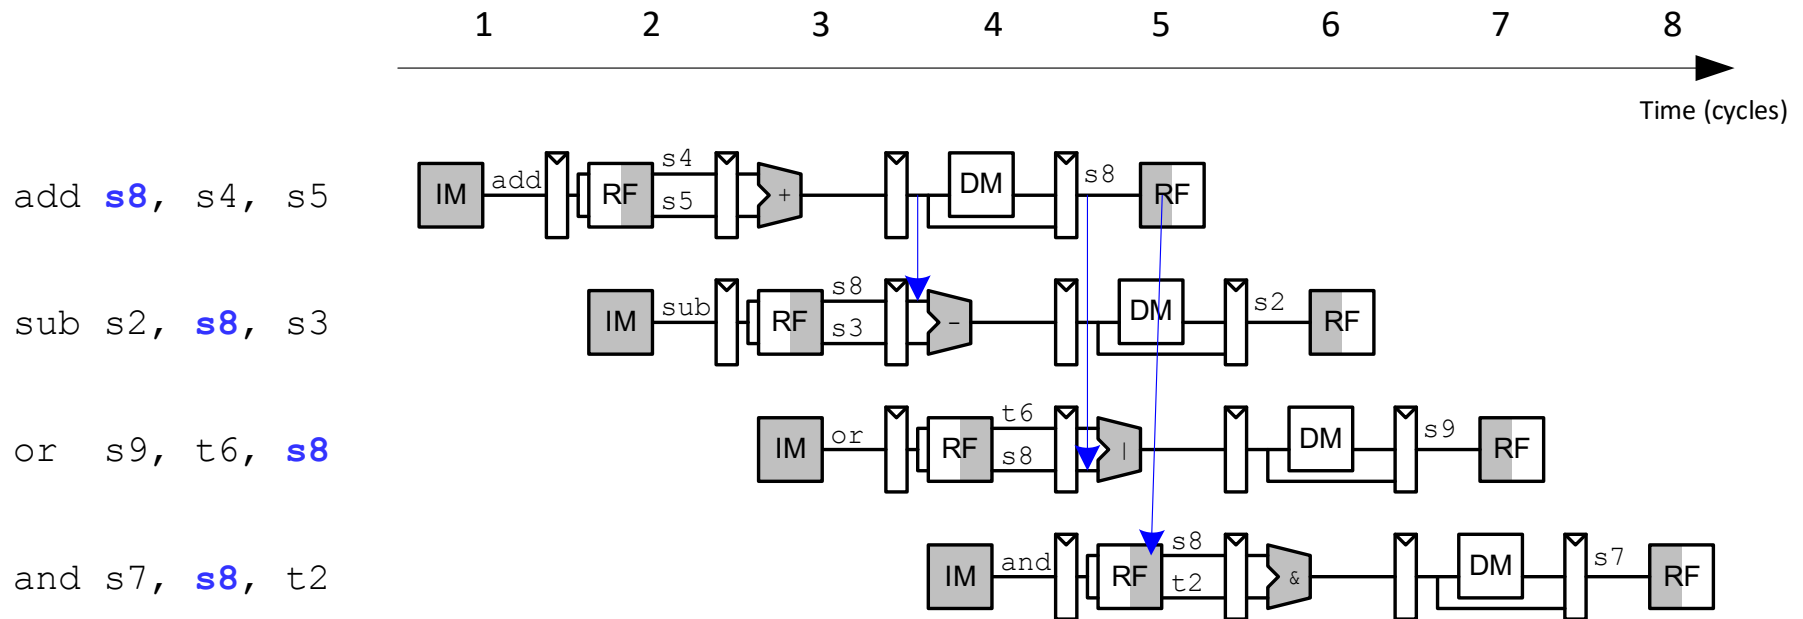 1 2 3 4 5 6 7 8
Time (cycles)
add s8, s4, s5 IM add RF s4 s5 + DM s8 RF
sub s2, s8, s3 IM sub RF s8 s3 - DM s2 RF
or s9, t6, s8 IM or RF t6 s8 | DM s9 RF
and s7, s8, t2 IM and RF s8 t2 & DM s7 RF